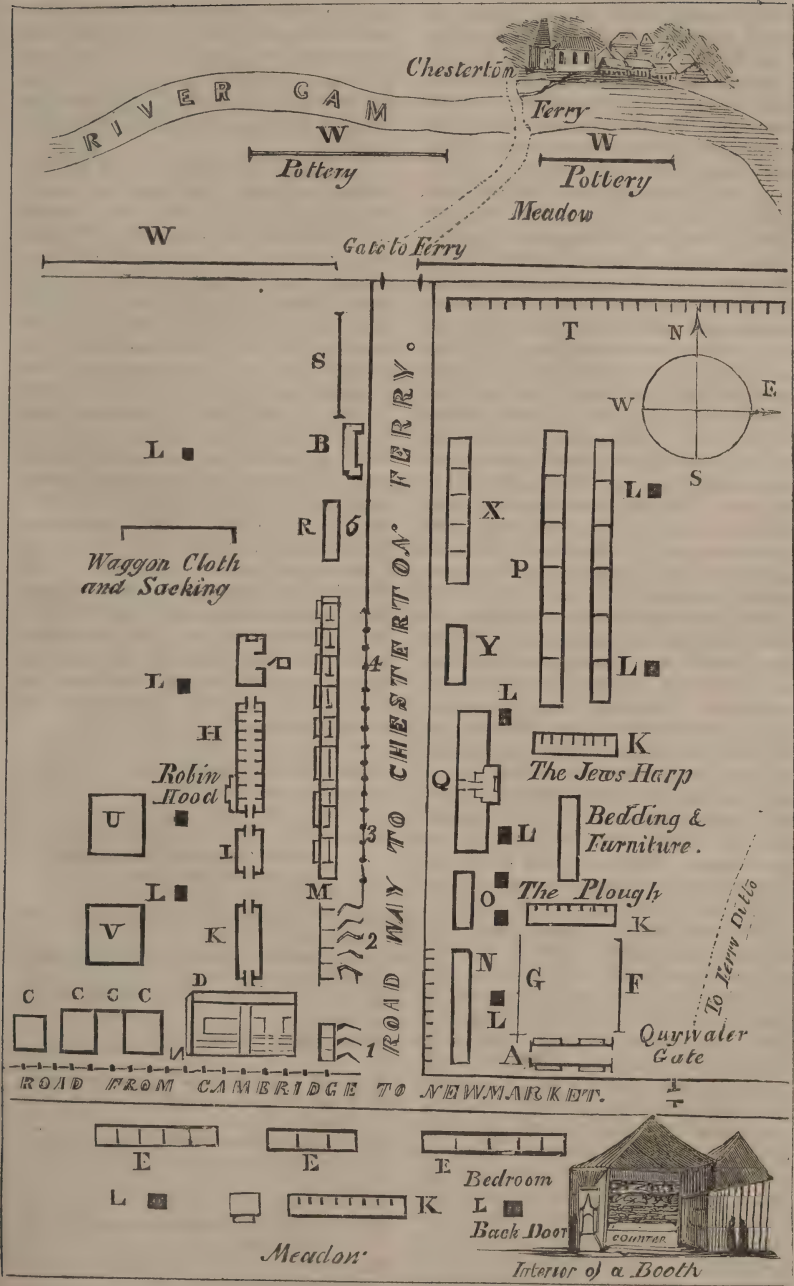 Chesterton
RIVER CAM
Ferry
W
Pottery
W
Pottery
Meadow
W
Gate to Ferry
T
N
E
W
S
S
L
B
R 6
X
P
L
Waggon Cloth
and Sacking
ROAD WAY TO CHESTERTON FERRY.
4
Y
L
L
L
H
Q
K
The Jews Harp
Robin
Hood
U
I
3
L
Bedding &
Furniture.
M
O
The Plough
K
L
V
K
2
D
N
G
F
L
To Ferry Ditto
C C C C
1
A
Quywater
Gate
ROAD FROM CAMBRIDGE TO NEWMARKET.
E
E
E
Bedroom
L
K
L
Back Door
COUNTER
Meadow
Interior of a Booth